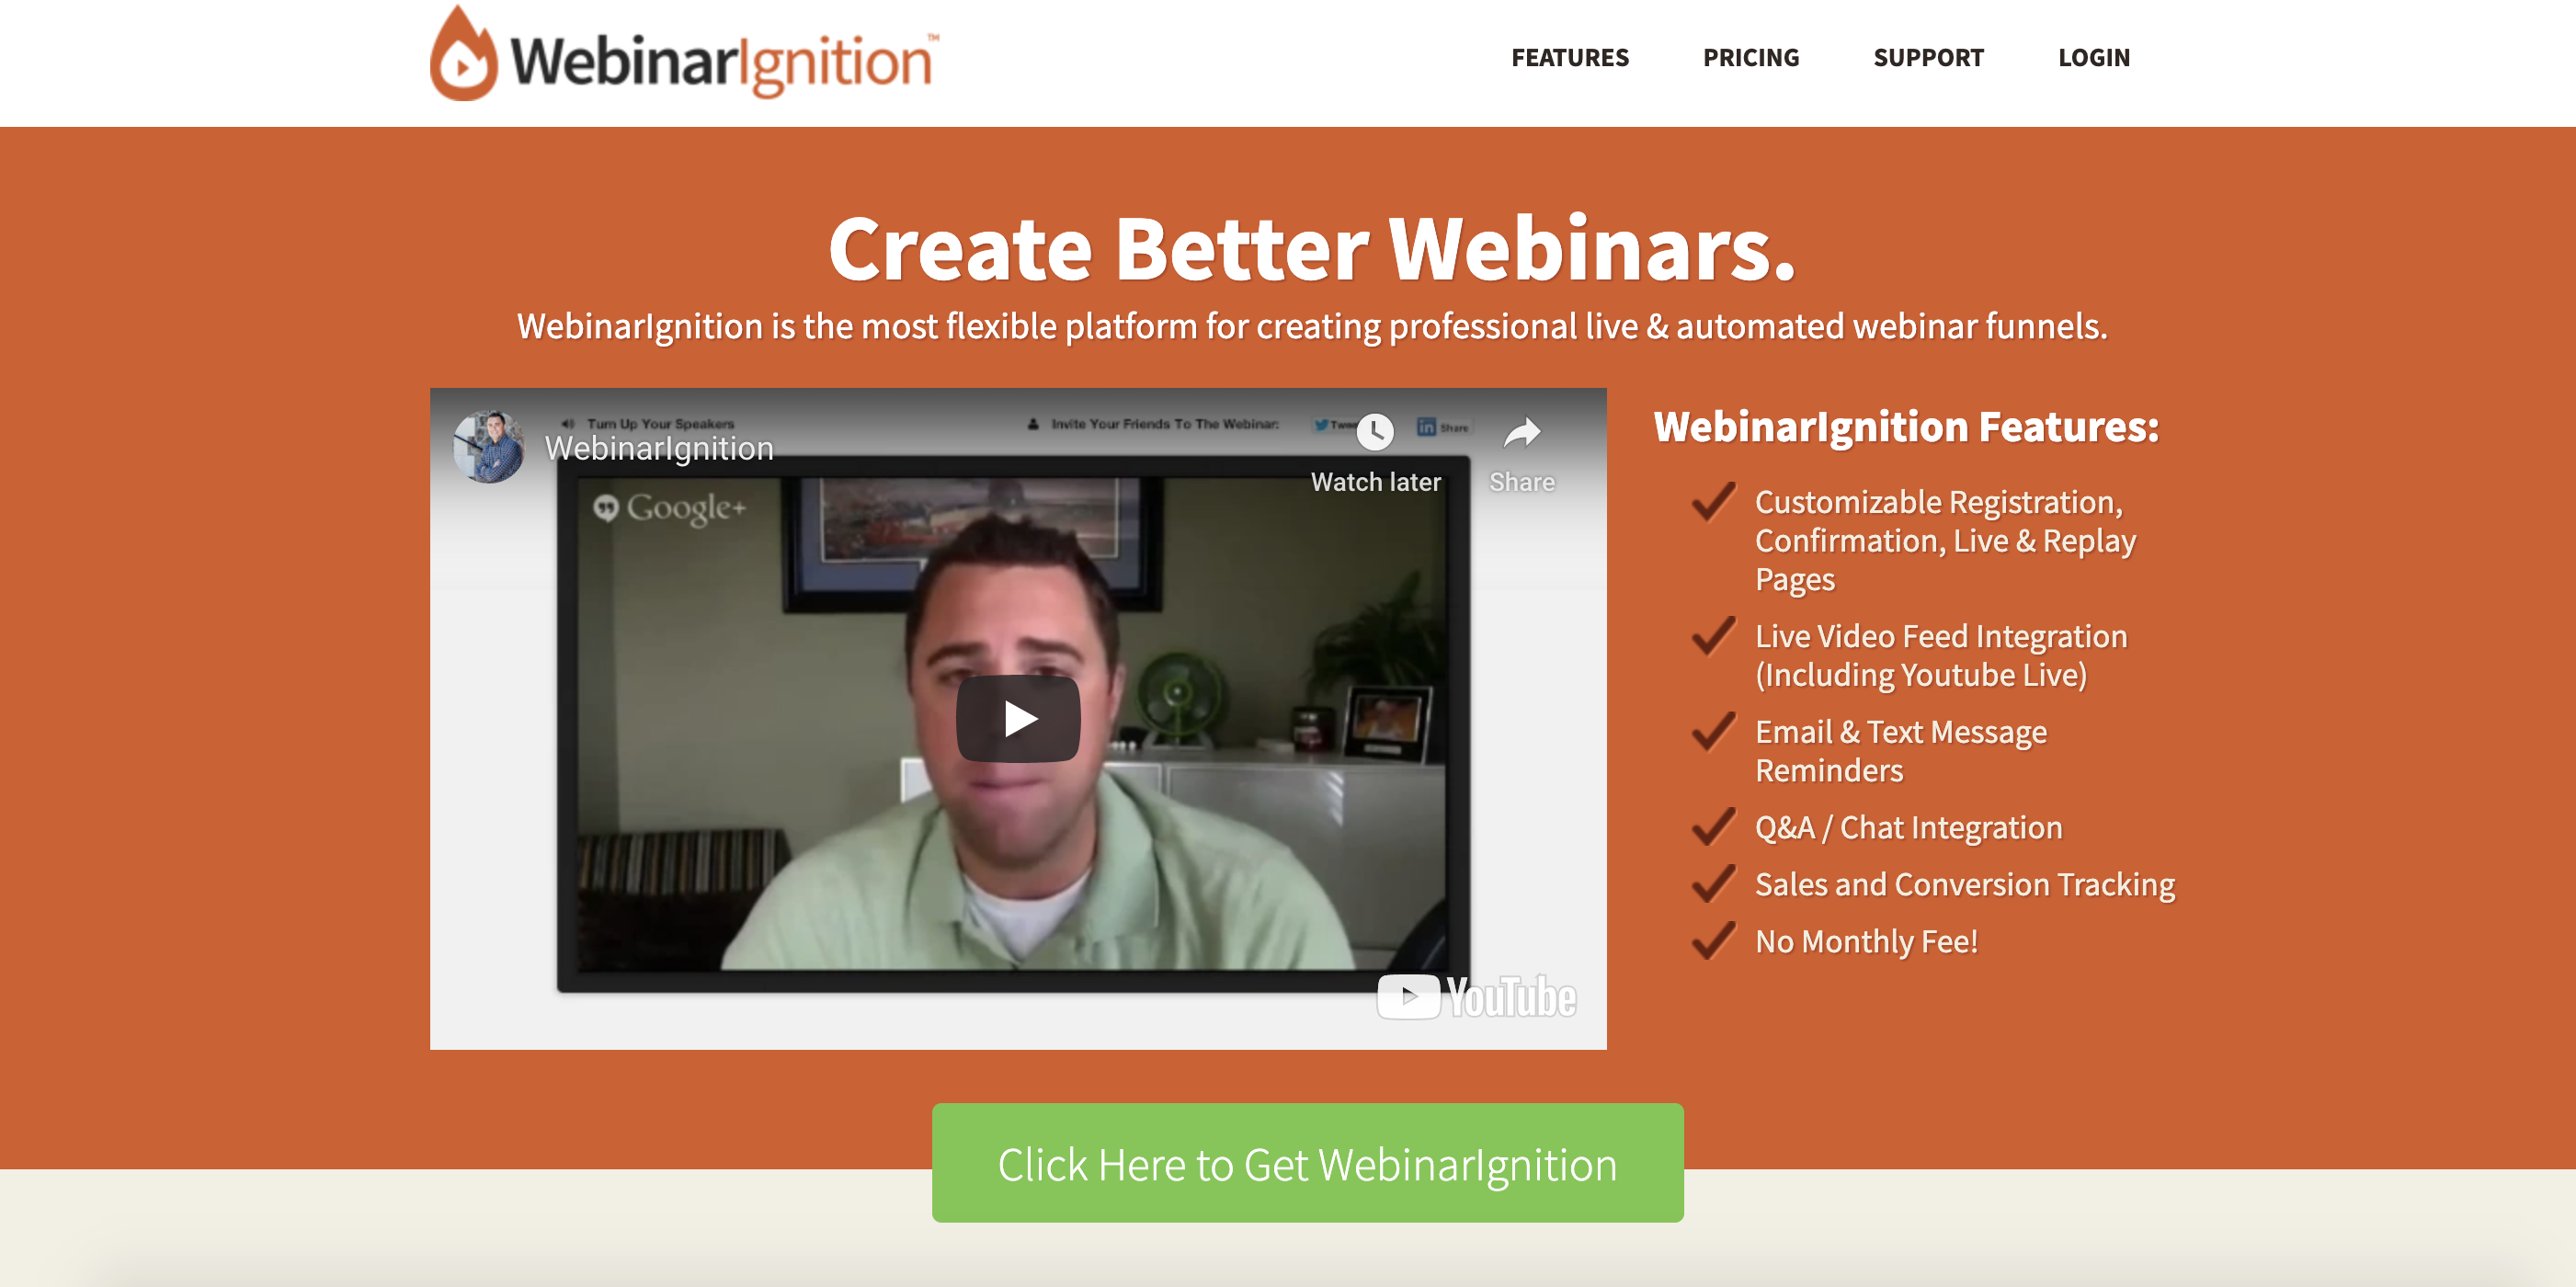 WebinarIgnition™
FEATURES
PRICING
SUPPORT
LOGIN
Create Better Webinars.
WebinarIgnition is the most flexible platform for creating professional live & automated webinar funnels.
Turn Up Your Speakers
Invite Your Friends To The Webinar:
Share
WebinarIgnition
Watch later
Share
Google+
YouTube
WebinarIgnition Features:
Customizable Registration,
Confirmation, Live & Replay
Pages
Live Video Feed Integration
(Including Youtube Live)
Email & Text Message
Reminders
Q&A / Chat Integration
Sales and Conversion Tracking
No Monthly Fee!
Click Here to Get WebinarIgnition